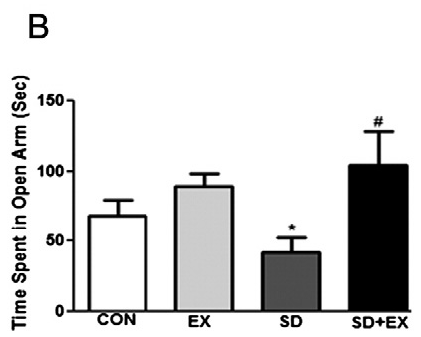 B
Time Spent in Open Arm (Sec)
150
100
50
0
*
#
CON EX SD SD+EX